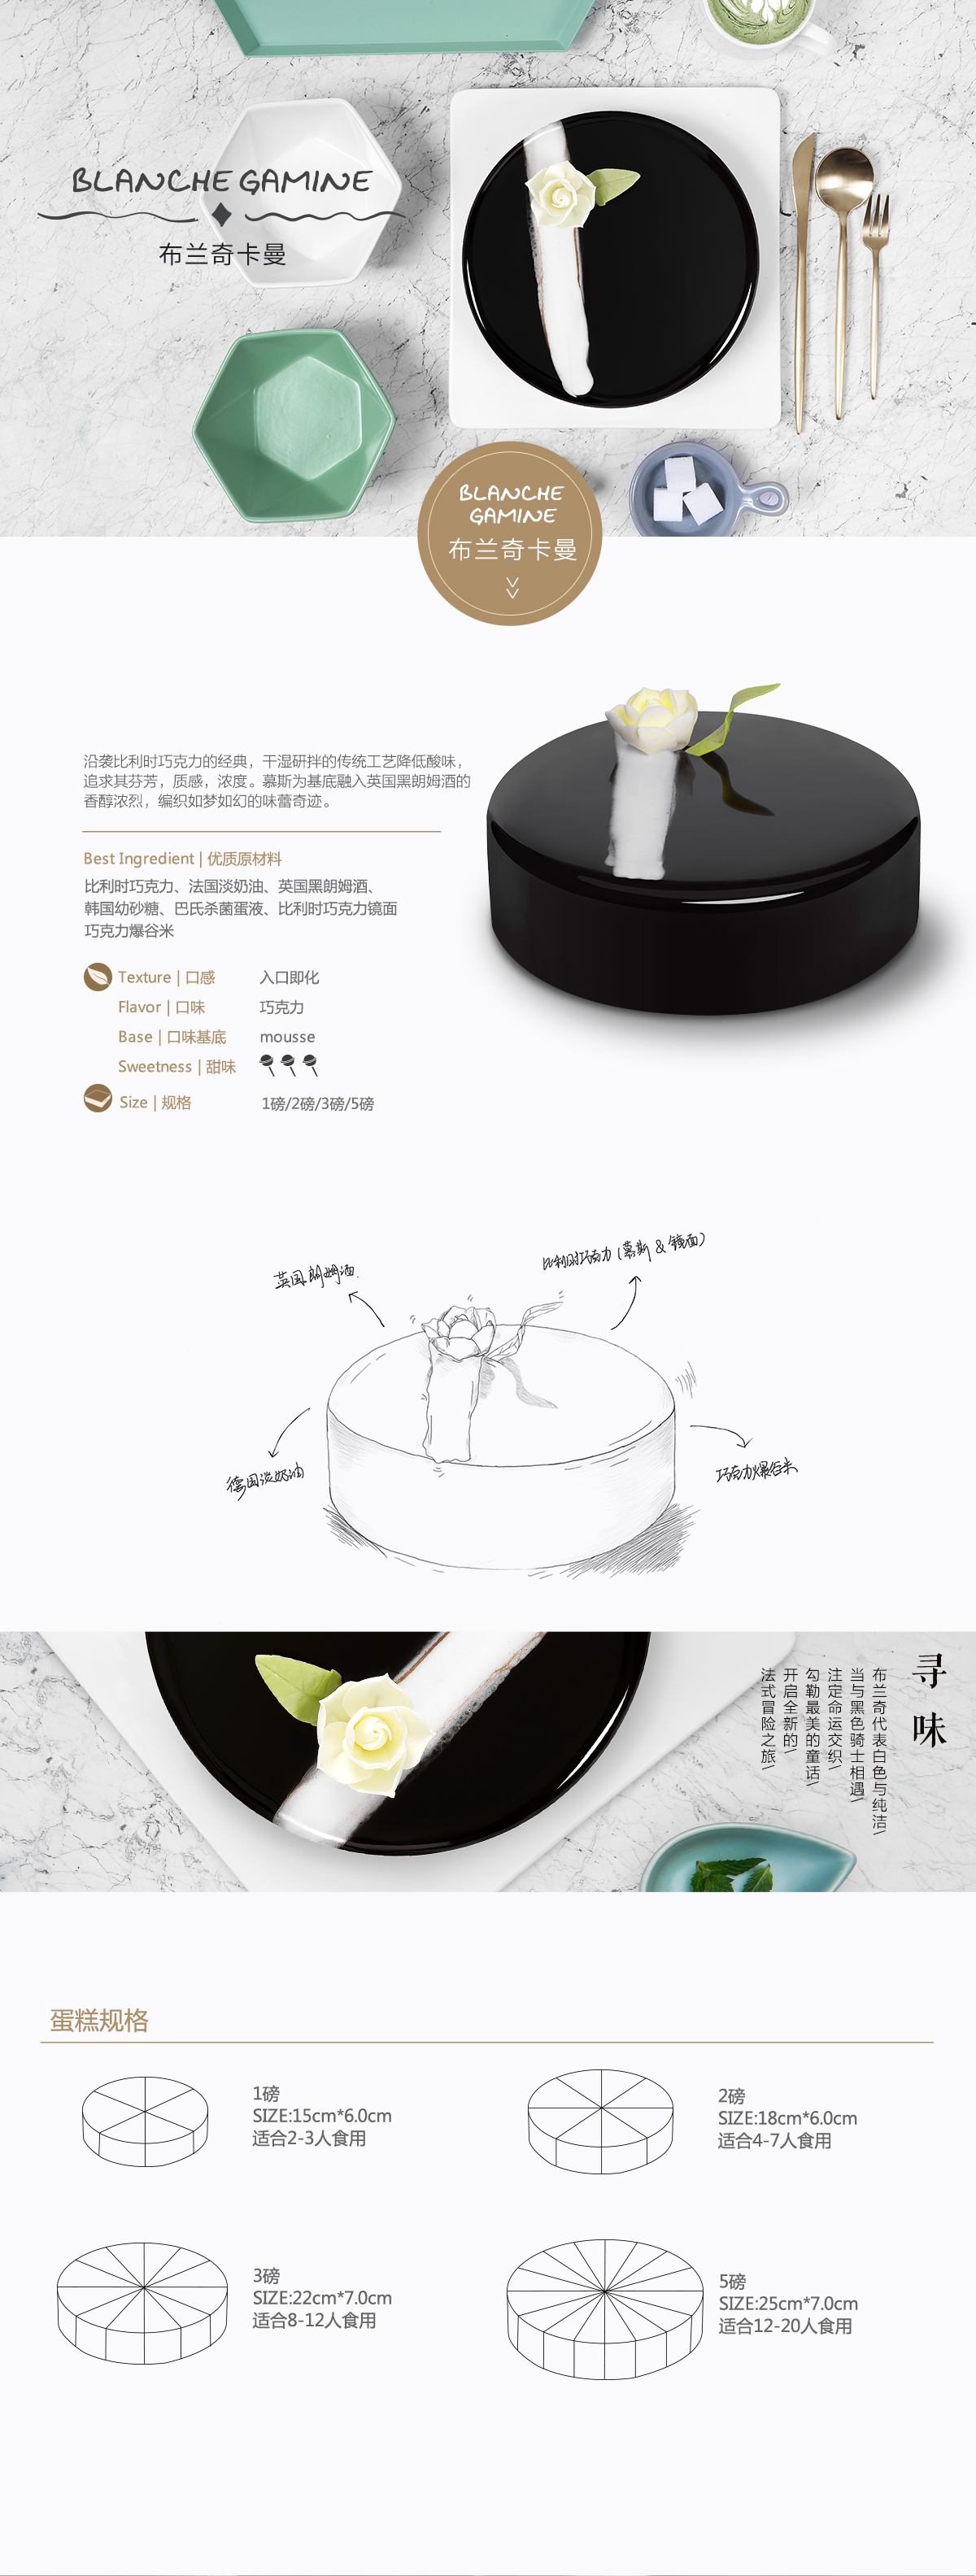 BLANCHE GAMINE
布兰奇卡曼
BLANCHE
GAMINE
布兰奇卡曼
沿袭比利时巧克力的经典，干湿研拌的传统工艺降低酸味，
追求其芬芳，质感，浓度。慕斯为基底融入英国黑朗姆酒的
香醇浓烈，编织如梦如幻的味蕾奇迹。
Best Ingredient | 优质原材料
比利时巧克力、法国淡奶油、英国黑朗姆酒、
韩国幼砂糖、巴氏杀菌蛋液、比利时巧克力镜面
巧克力爆谷米
Texture | 口感 入口即化
Flavor | 口味 巧克力
Base | 口味基底 mousse
Sweetness | 甜味
Size | 规格 1磅/2磅/3磅/5磅
英国朗姆酒
比利时巧克力（慕斯 & 镜面）
德国淡奶油
巧克力爆谷米
寻味
布兰奇代表白色与纯洁/
当与黑色骑士相遇/
注定命运交织/
勾勒最美的童话/
开启全新的/
法式冒险之旅/
蛋糕规格
1磅
SIZE:15cm*6.0cm
适合2-3人食用
2磅
SIZE:18cm*6.0cm
适合4-7人食用
3磅
SIZE:22cm*7.0cm
适合8-12人食用
5磅
SIZE:25cm*7.0cm
适合12-20人食用